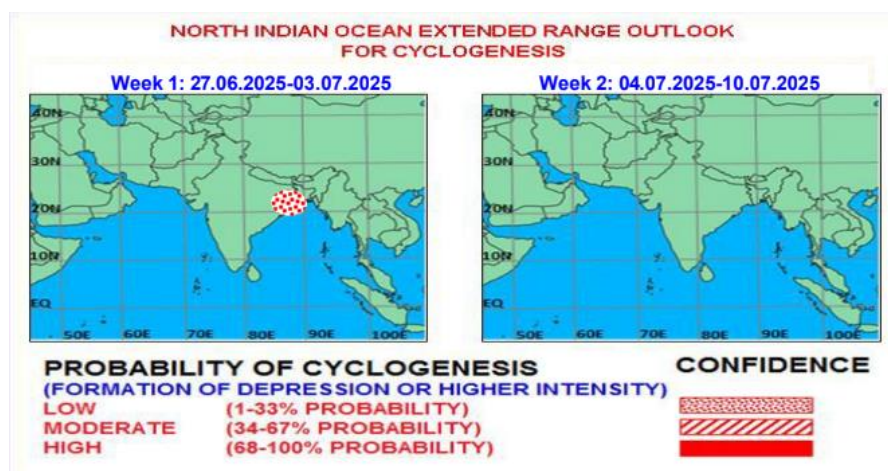 NORTH INDIAN OCEAN EXTENDED RANGE OUTLOOK
FOR CYCLOGENESIS
Week 1: 27.06.2025-03.07.2025
Week 2: 04.07.2025-10.07.2025
40N
30N
20N
10N
EQ
50E 60E 70E 80E 90E 100E
40N
30N
20N
10N
EQ
50E 60E 70E 80E 90E 100E
PROBABILITY OF CYCLOGENESIS
CONFIDENCE
(FORMATION OF DEPRESSION OR HIGHER INTENSITY)
LOW (1-33% PROBABILITY)
MODERATE (34-67% PROBABILITY)
HIGH (68-100% PROBABILITY)